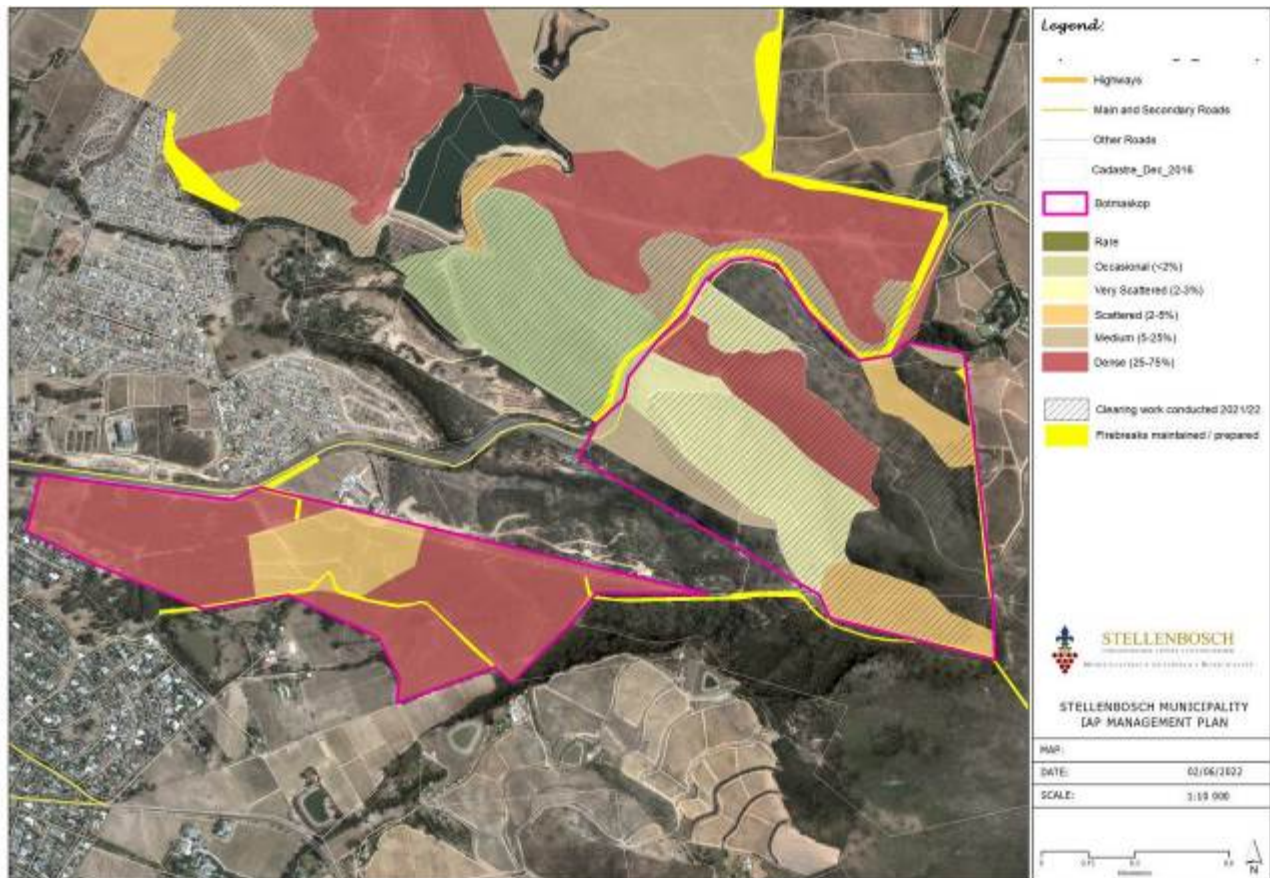 Legend:
Highways
Main and Secondary Roads
Other Roads
Cadastre_Dec_2016
Botmaskop
Rare
Occasional (<2%)
Very Scattered (2-3%)
Scattered (2-8%)
Medium (5-25%)
Dense (25-75%)
Clearing work conducted 2021/22
Firebreaks maintained / prepared
STELLENBOSCH
STELLENBOSCH MUNICIPALITY
IAP MANAGEMENT PLAN
MAP:
DATE: 02/06/2022
SCALE: 1:10 000
N